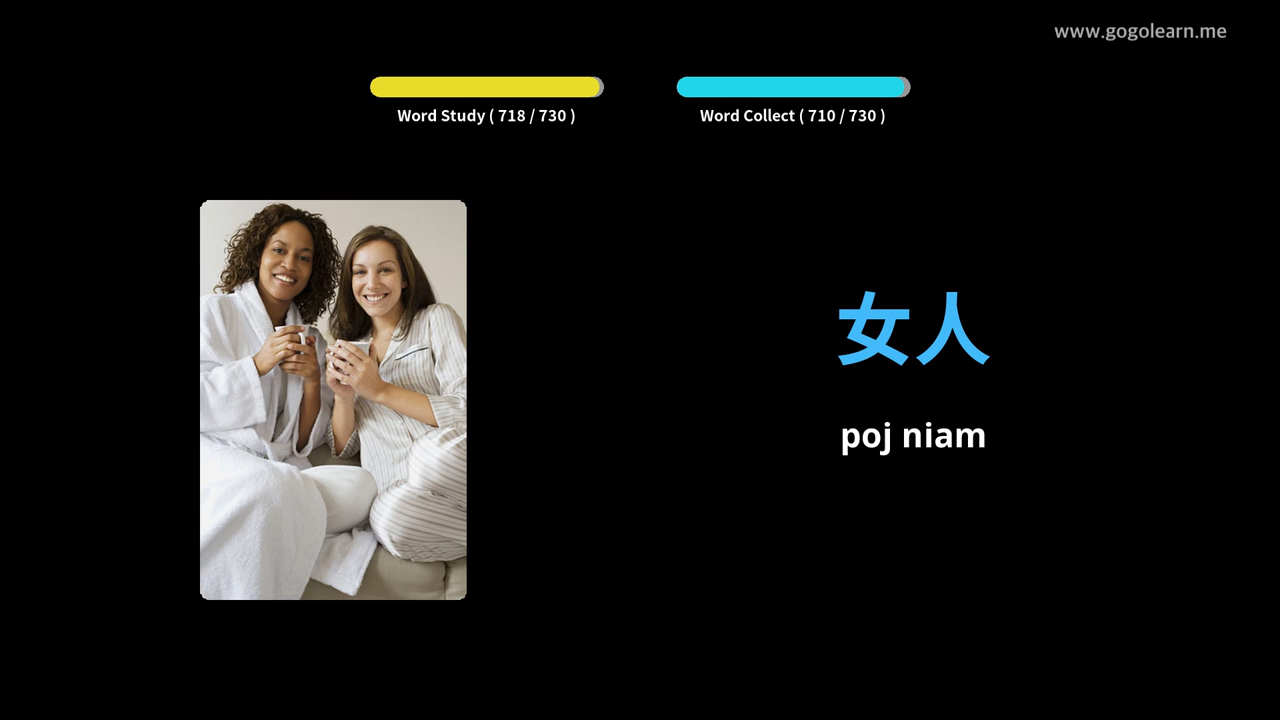 www.gogolearn.me
Word Study ( 718 / 730 )
Word Collect ( 710 / 730 )
女人
poj niam